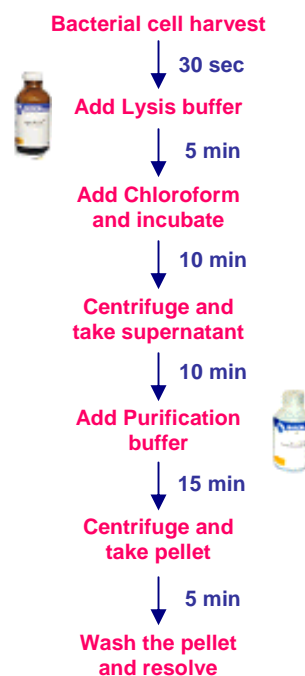 Bacterial cell harvest
30 sec
Add Lysis buffer
5 min
Add Chloroform
and incubate
10 min
Centrifuge and
take supernatant
10 min
Add Purification
buffer
15 min
Centrifuge and
take pellet
5 min
Wash the pellet
and resolve